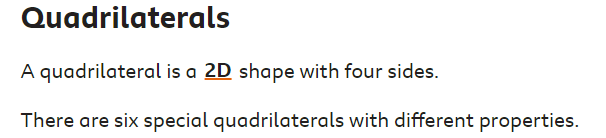 Quadrilaterals
A quadrilateral is a 2D shape with four sides.
There are six special quadrilaterals with different properties.